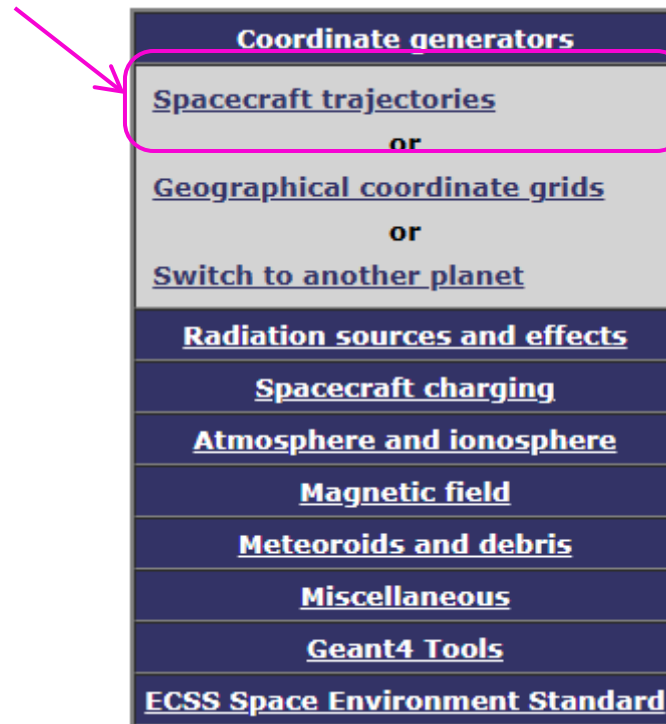 Coordinate generators
Spacecraft trajectories
or
Geographical coordinate grids
or
Switch to another planet
Radiation sources and effects
Spacecraft charging
Atmosphere and ionosphere
Magnetic field
Meteoroids and debris
Miscellaneous
Geant4 Tools
ECSS Space Environment Standard